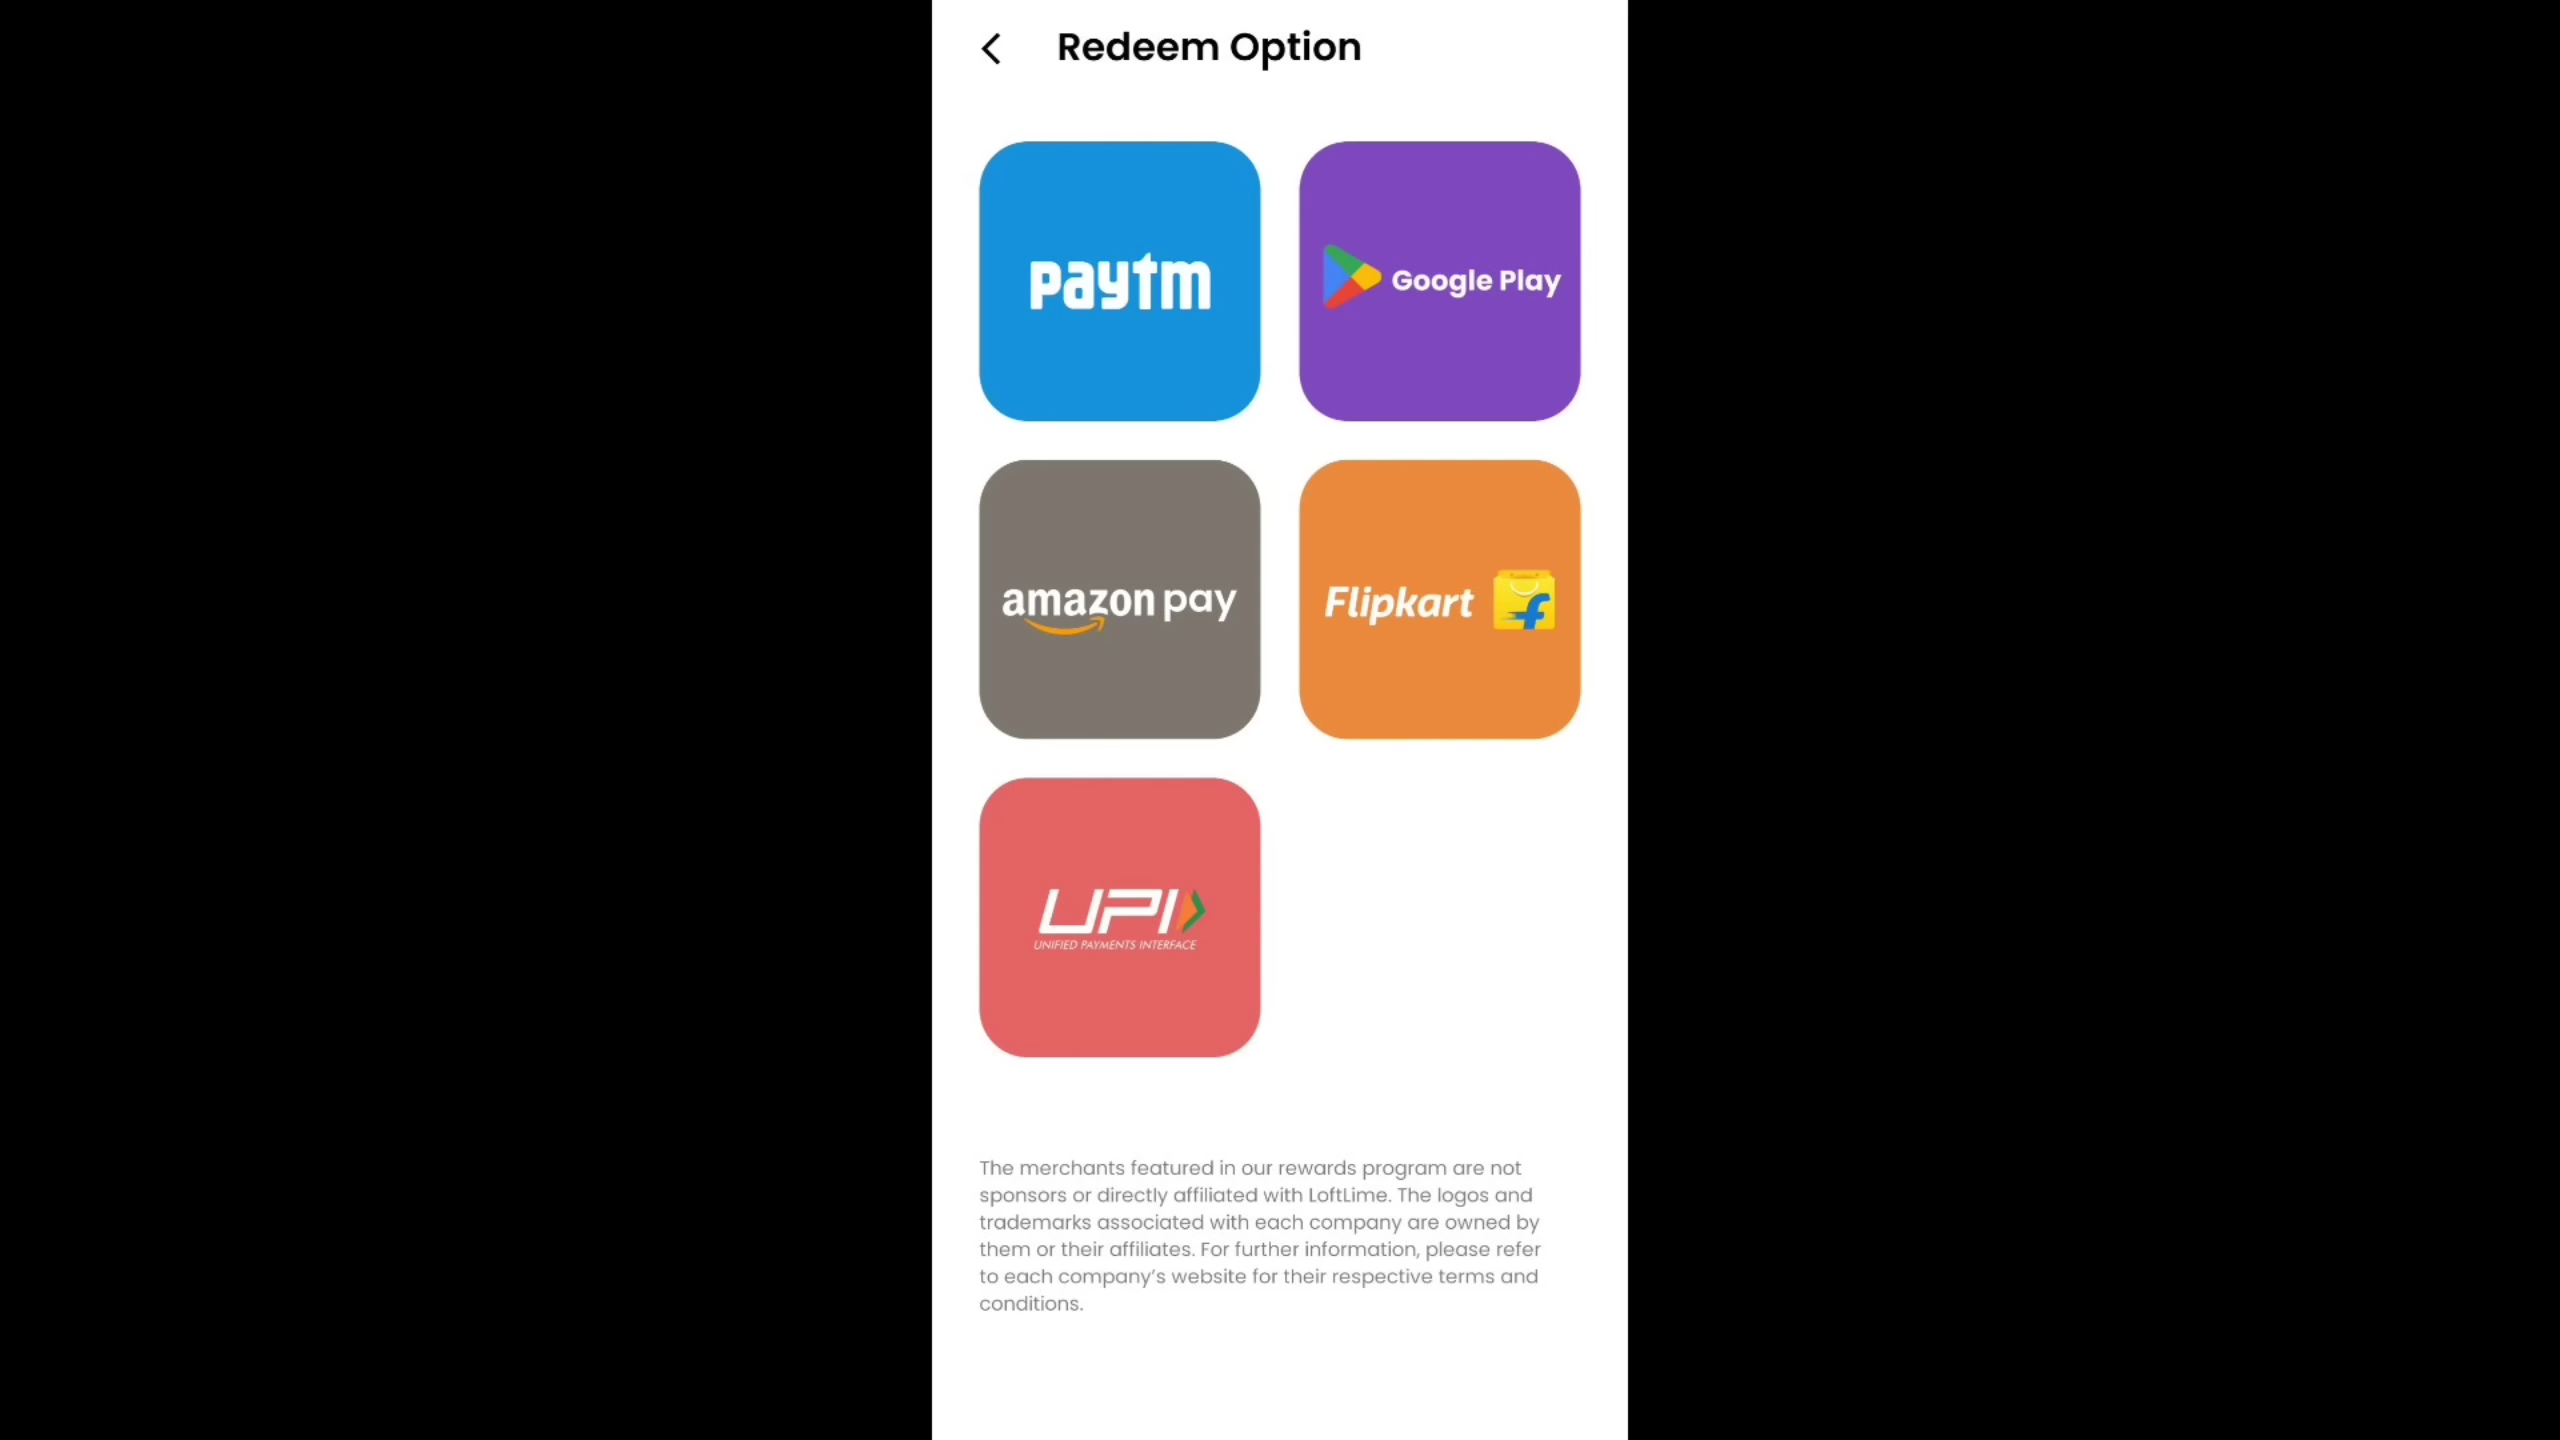 Redeem Option
paytm
Google Play
amazon pay
Flipkart
UPI
UNIFIED PAYMENTS INTERFACE
The merchants featured in our rewards program are not
sponsors or directly affiliated with LoftLime. The logos and
trademarks associated with each company are owned by
them or their affiliates. For further information, please refer
to each company's website for their respective terms and
conditions.